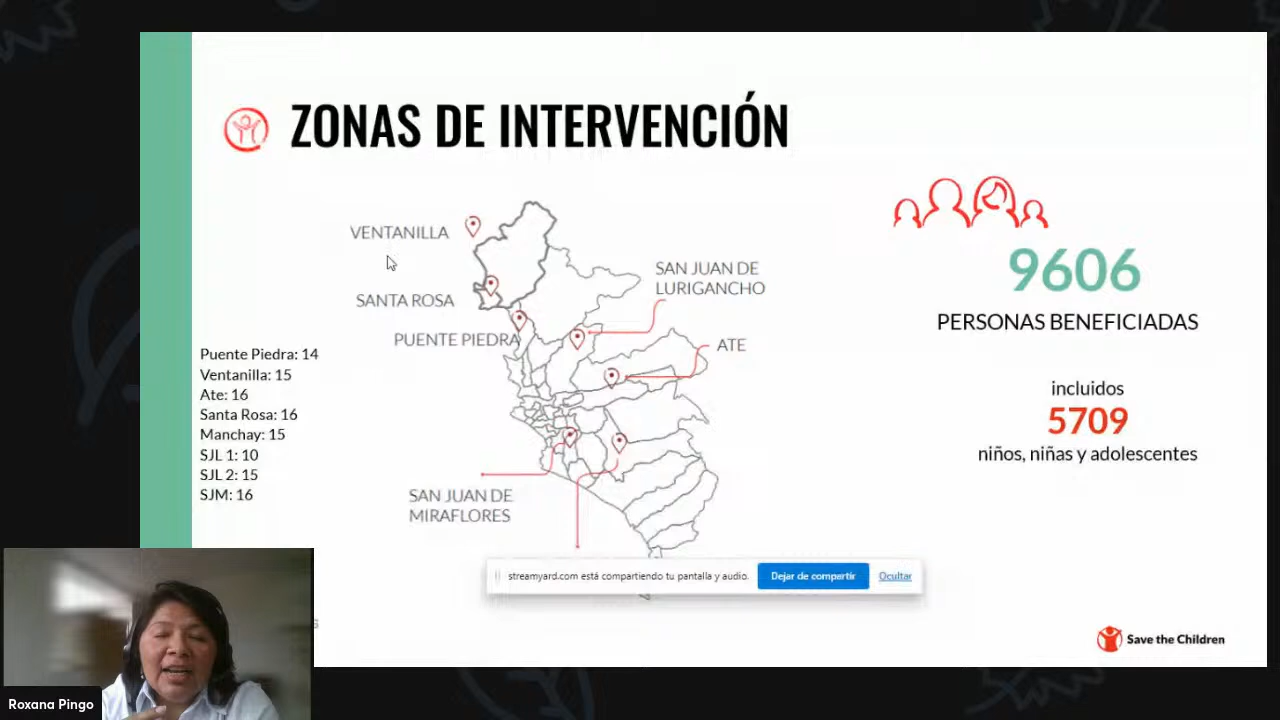 ZONAS DE INTERVENCIÓN
VENTANILLA
SANTA ROSA
PUENTE PIEDRA
SAN JUAN DE
LURIGANCHO
ATE
Puente Piedra: 14
Ventanilla: 15
Ate: 16
Santa Rosa: 16
Manchay: 15
SJL 1: 10
SJL 2: 15
SJM: 16
SAN JUAN DE
MIRAFLORES
9606
PERSONAS BENEFICIADAS
incluidos
5709
niños, niñas y adolescentes
streamyard.com está compartiendo tu pantalla y audio.
Dejar de compartir
Ocultar
Save the Children
Roxana Pingo